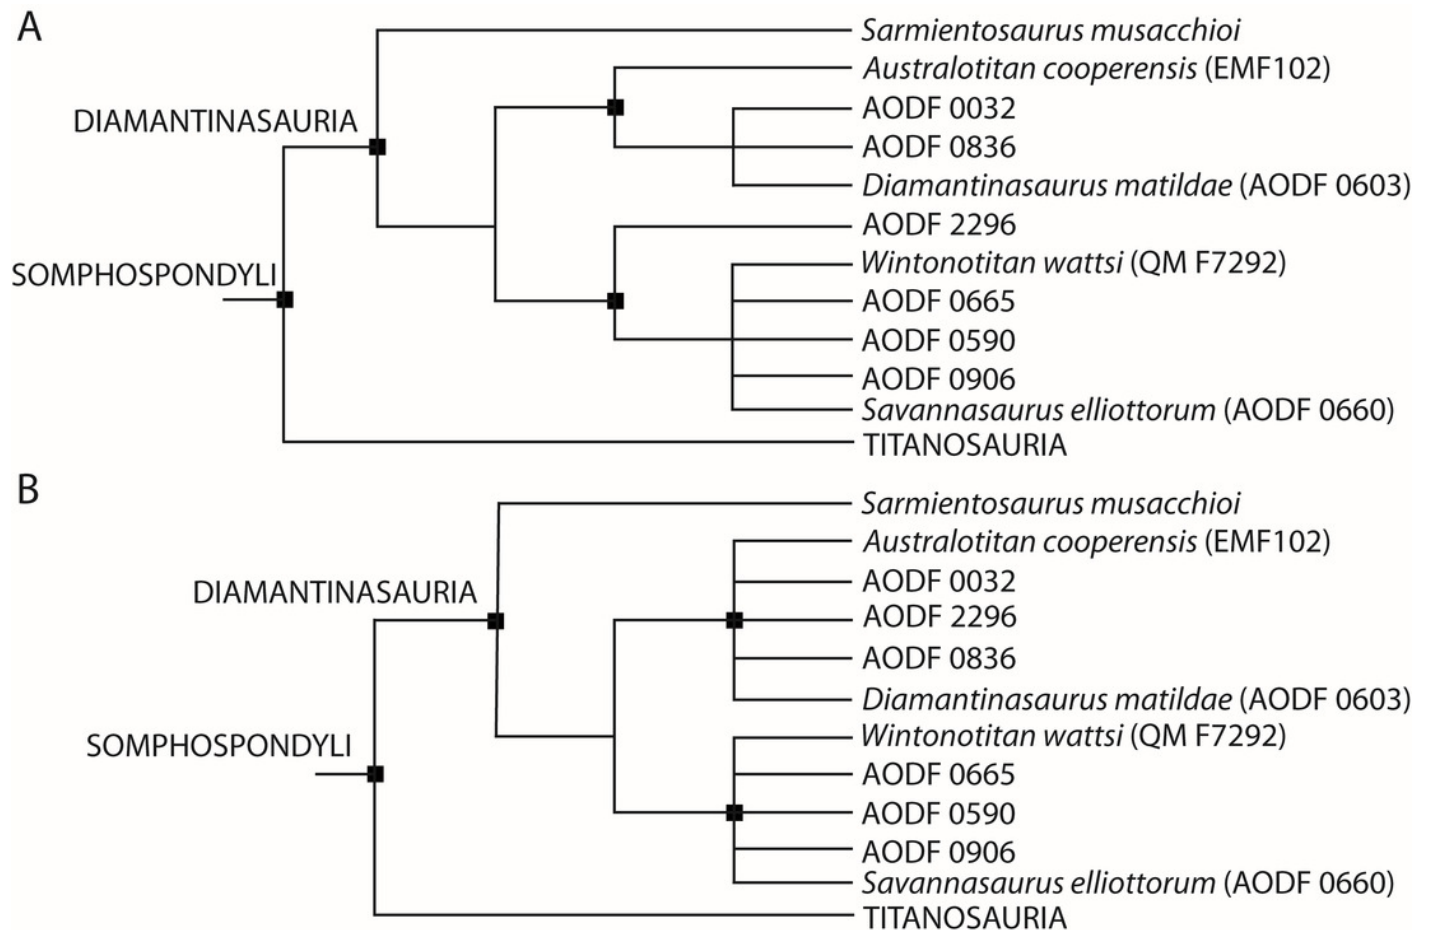 A
Sarmientosaurus musacchioi
Australotitan cooperensis (EMF102)
AODF 0032
DIAMANTINASAURIA
AODF 0836
Diamantinasaurus matildae (AODF 0603)
AODF 2296
Wintonotitan wattsi (QM F7292)
SOMPHOSPONDYLI
AODF 0665
AODF 0590
AODF 0906
Savannasaurus elliottorum (AODF 0660)
TITANOSAURIA
B
Sarmientosaurus musacchioi
Australotitan cooperensis (EMF102)
AODF 0032
DIAMANTINASAURIA
AODF 2296
AODF 0836
Diamantinasaurus matildae (AODF 0603)
Wintonotitan wattsi (QM F7292)
SOMPHOSPONDYLI
AODF 0665
AODF 0590
AODF 0906
Savannasaurus elliottorum (AODF 0660)
TITANOSAURIA